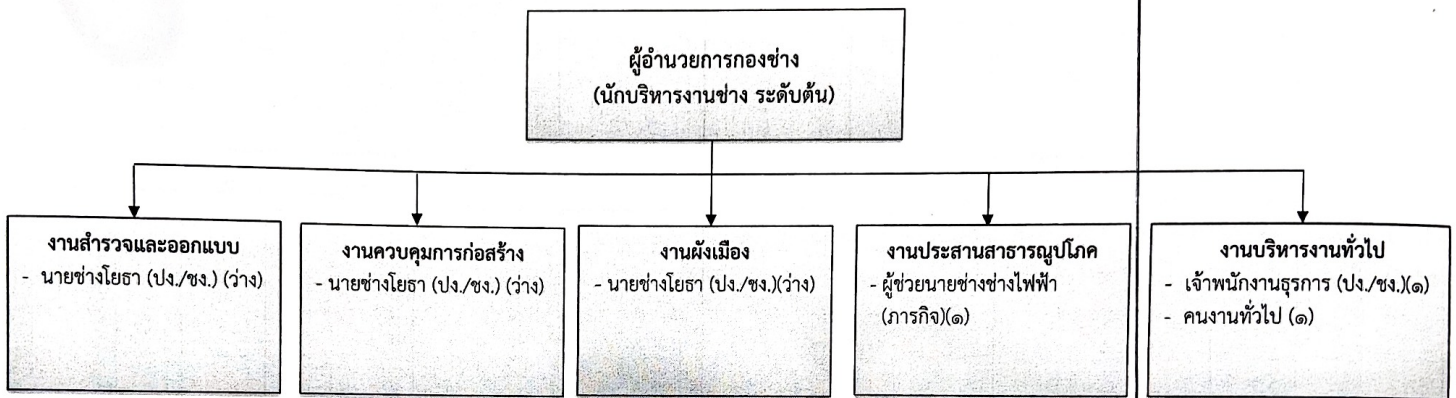 ผู้อำนวยการกองช่าง
(นักบริหารงานช่าง ระดับต้น)
งานสำรวจและออกแบบ
- นายช่างโยธา (ปง./ชง.) (ว่าง)
งานควบคุมการก่อสร้าง
- นายช่างโยธา (ปง./ชง.) (ว่าง)
งานผังเมือง
- นายช่างโยธา (ปง./ชง.)(ว่าง)
งานประสานสาธารณูปโภค
- ผู้ช่วยนายช่างช่างไฟฟ้า
(ภารกิจ)(๑)
งานบริหารงานทั่วไป
- เจ้าพนักงานธุรการ (ปง./ชง.)(๑)
- คนงานทั่วไป (๑)